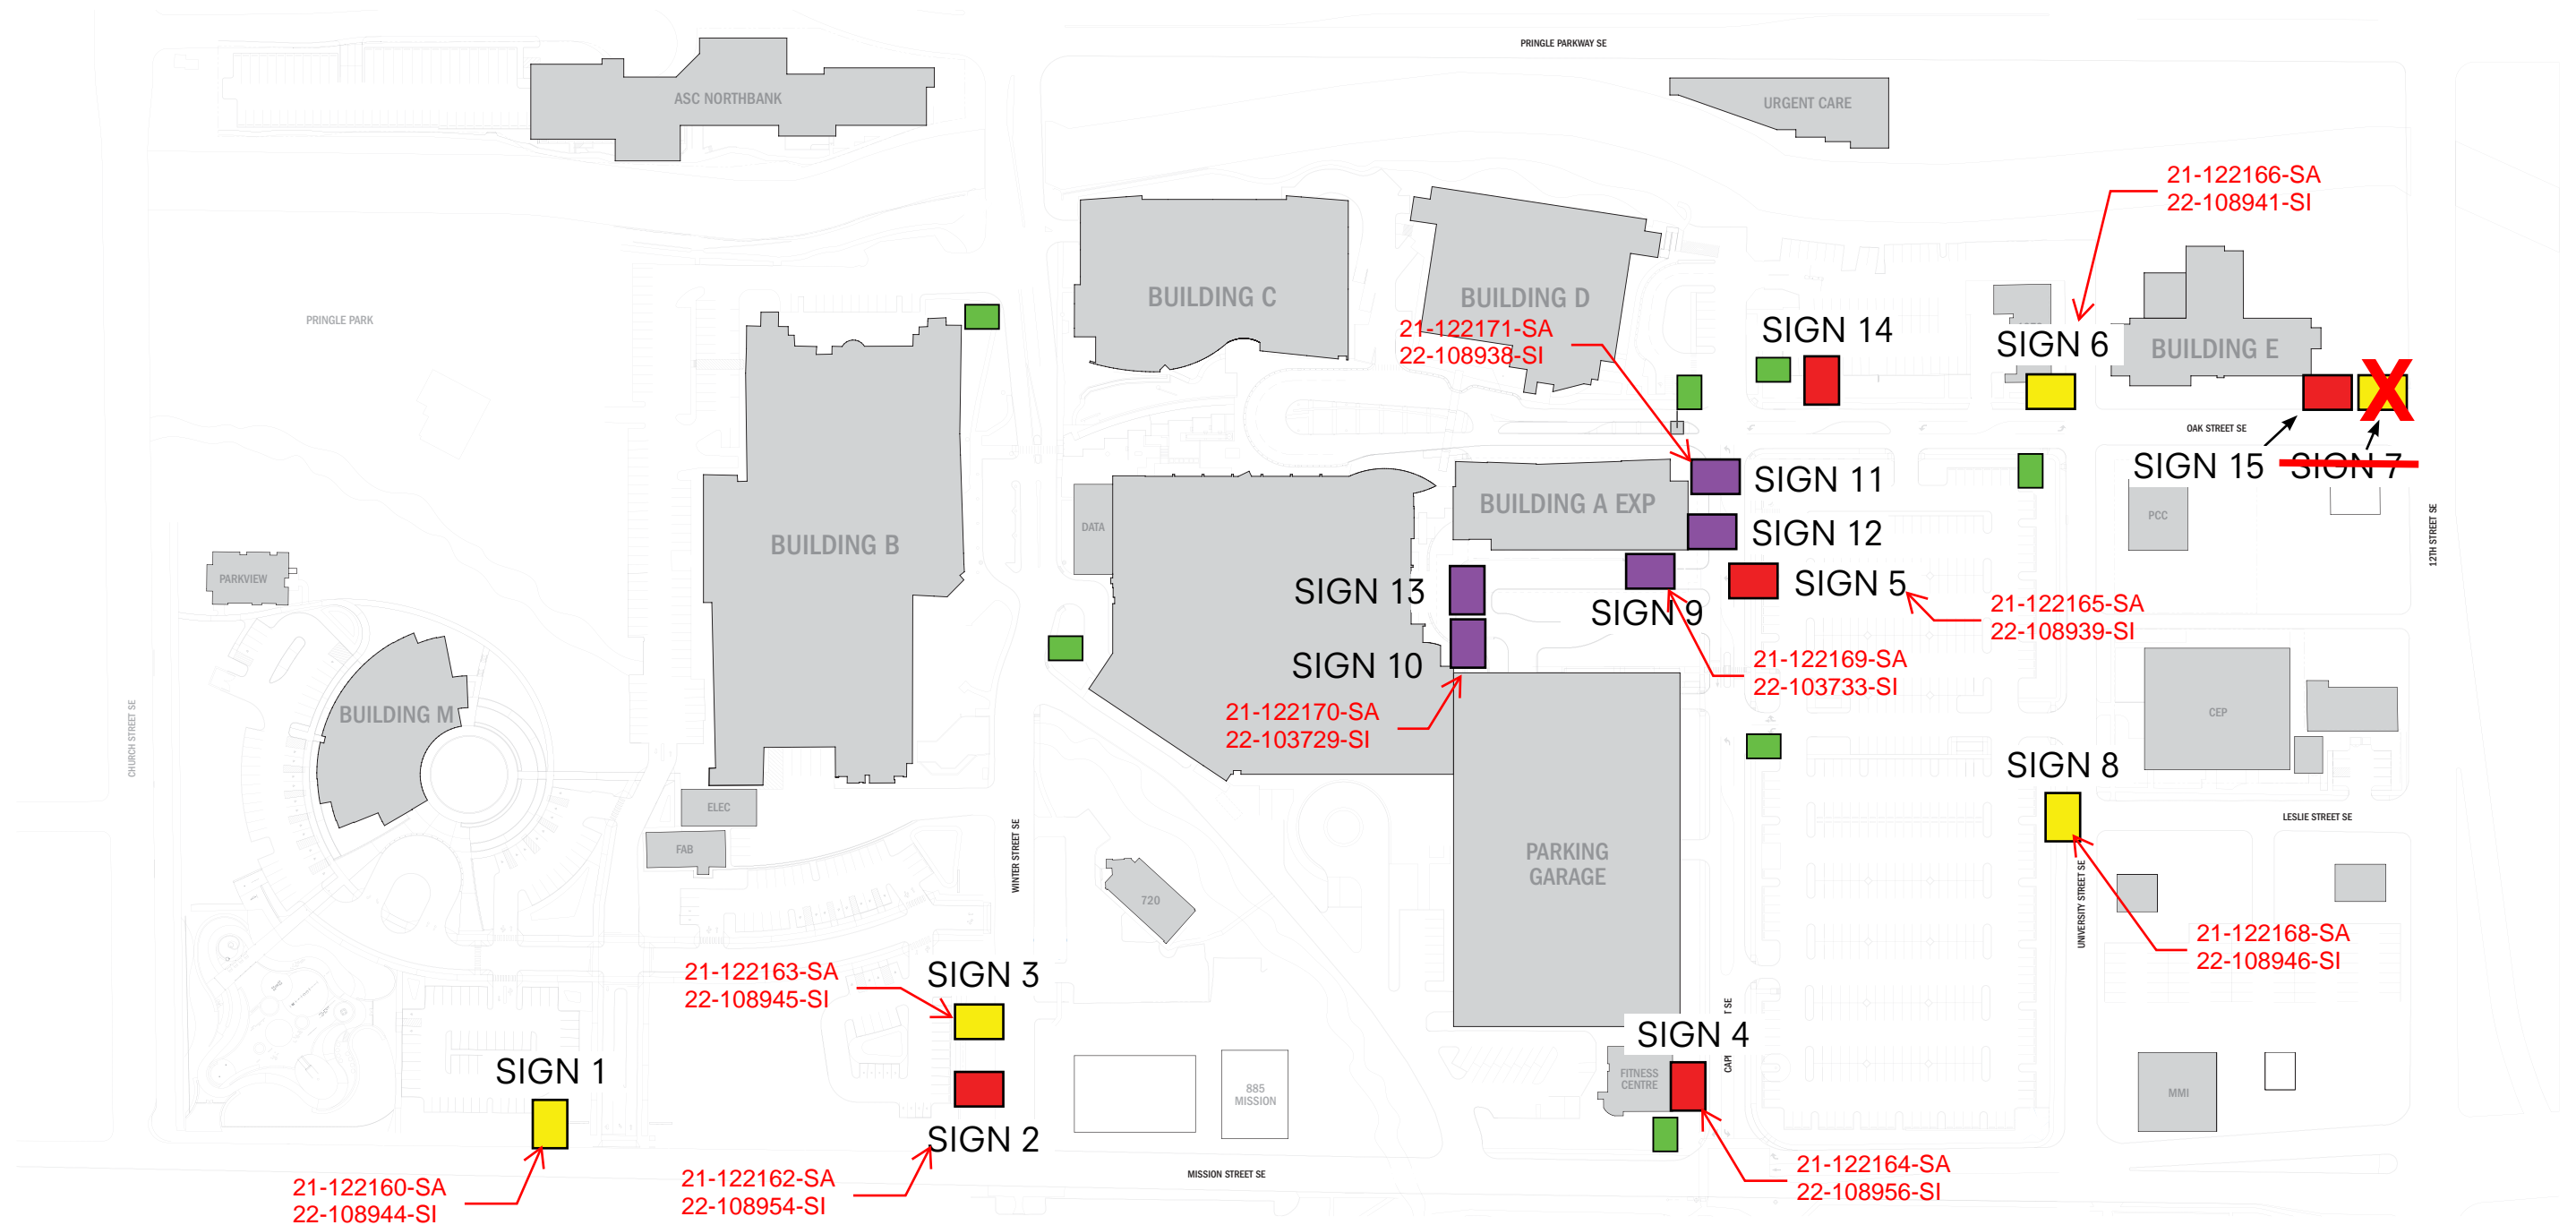 PRINGLE PARKWAY SE
ASC NORTHBANK
URGENT CARE
21-122166-SA
22-108941-SI
BUILDING C
BUILDING D
PRINGLE PARK
21-122171-SA
22-108938-SI
SIGN 14
SIGN 6
BUILDING E
X
OAK STREET SE
SIGN 15
SIGN 7
SIGN 11
BUILDING A EXP
PCC
DATA
SIGN 12
12TH STREET SE
BUILDING B
PARKVIEW
SIGN 13
SIGN 9
SIGN 5
21-122165-SA
22-108939-SI
SIGN 10
21-122169-SA
22-103733-SI
21-122170-SA
22-103729-SI
BUILDING M
CHURCH STREET SE
CEP
SIGN 8
ELEC
LESLIE STREET SE
FAB
WINTER STREET SE
PARKING
GARAGE
720
UNIVERSITY STREET SE
21-122168-SA
22-108946-SI
21-122163-SA
22-108945-SI
SIGN 3
SIGN 4
FITNESS
CENTRE
SIGN 1
885
MISSION
MMI
SIGN 2
MISSION STREET SE
21-122164-SA
22-108956-SI
21-122162-SA
22-108954-SI
21-122160-SA
22-108944-SI